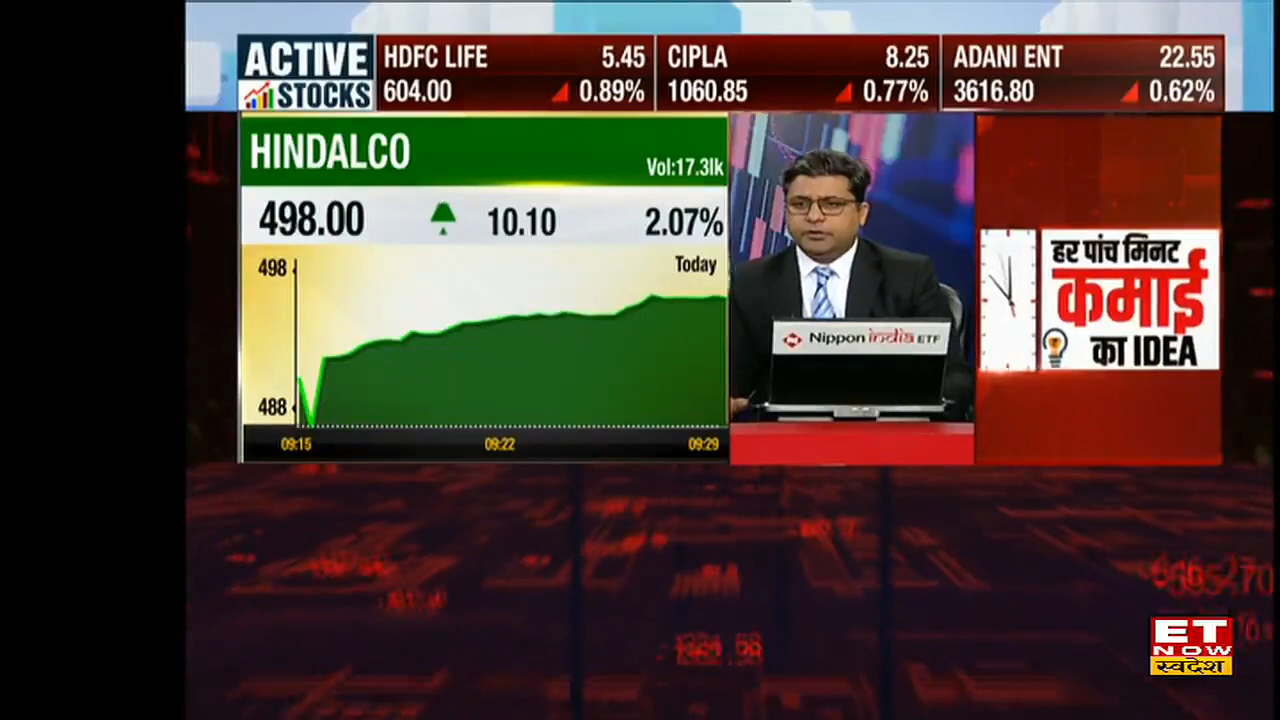 ACTIVE STOCKS
HDFC LIFE 5.45
604.00 0.89%
CIPLA 8.25
1060.85 0.77%
ADANI ENT 22.55
3616.80 0.62%
HINDALCO
Vol:17.3lk
498.00 10.10 2.07%
Today
498
488
09:15 09:22 09:29
Nippon india ETF
हर पांच मिनट
कमाई
का IDEA
ET
NOW
स्वदेश